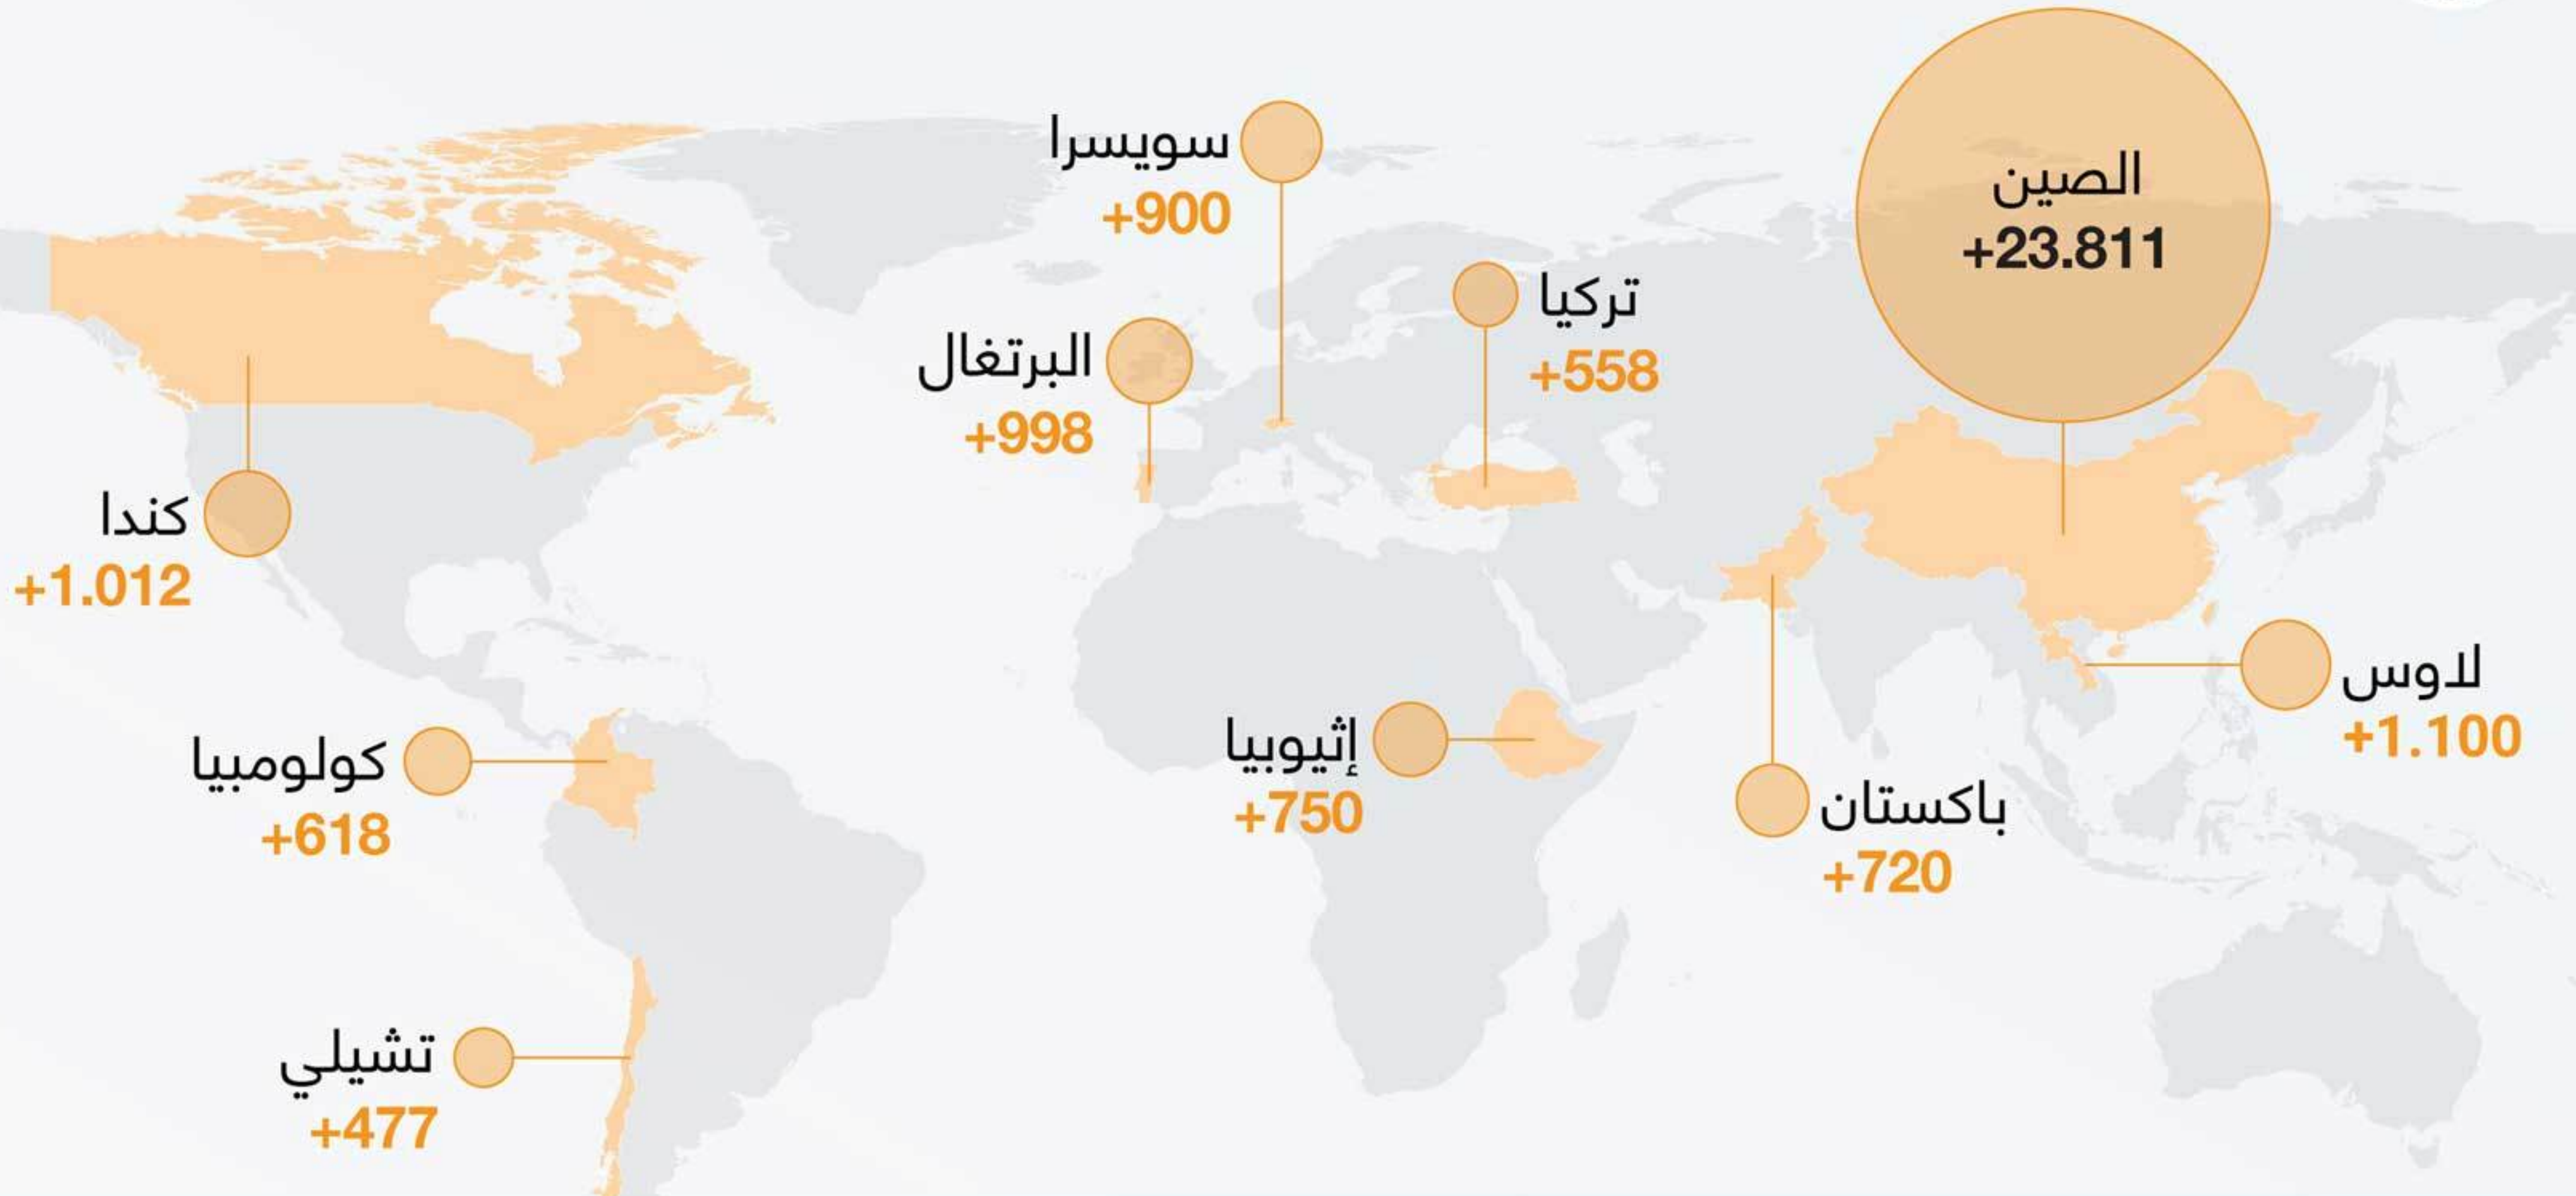 سويسرا
+900
الصين
+23.811
تركيا
+558
البرتغال
+998
كندا
+1.012
لاوس
+1.100
إثيوبيا
+750
كولومبيا
+618
باكستان
+720
تشيلي
+477